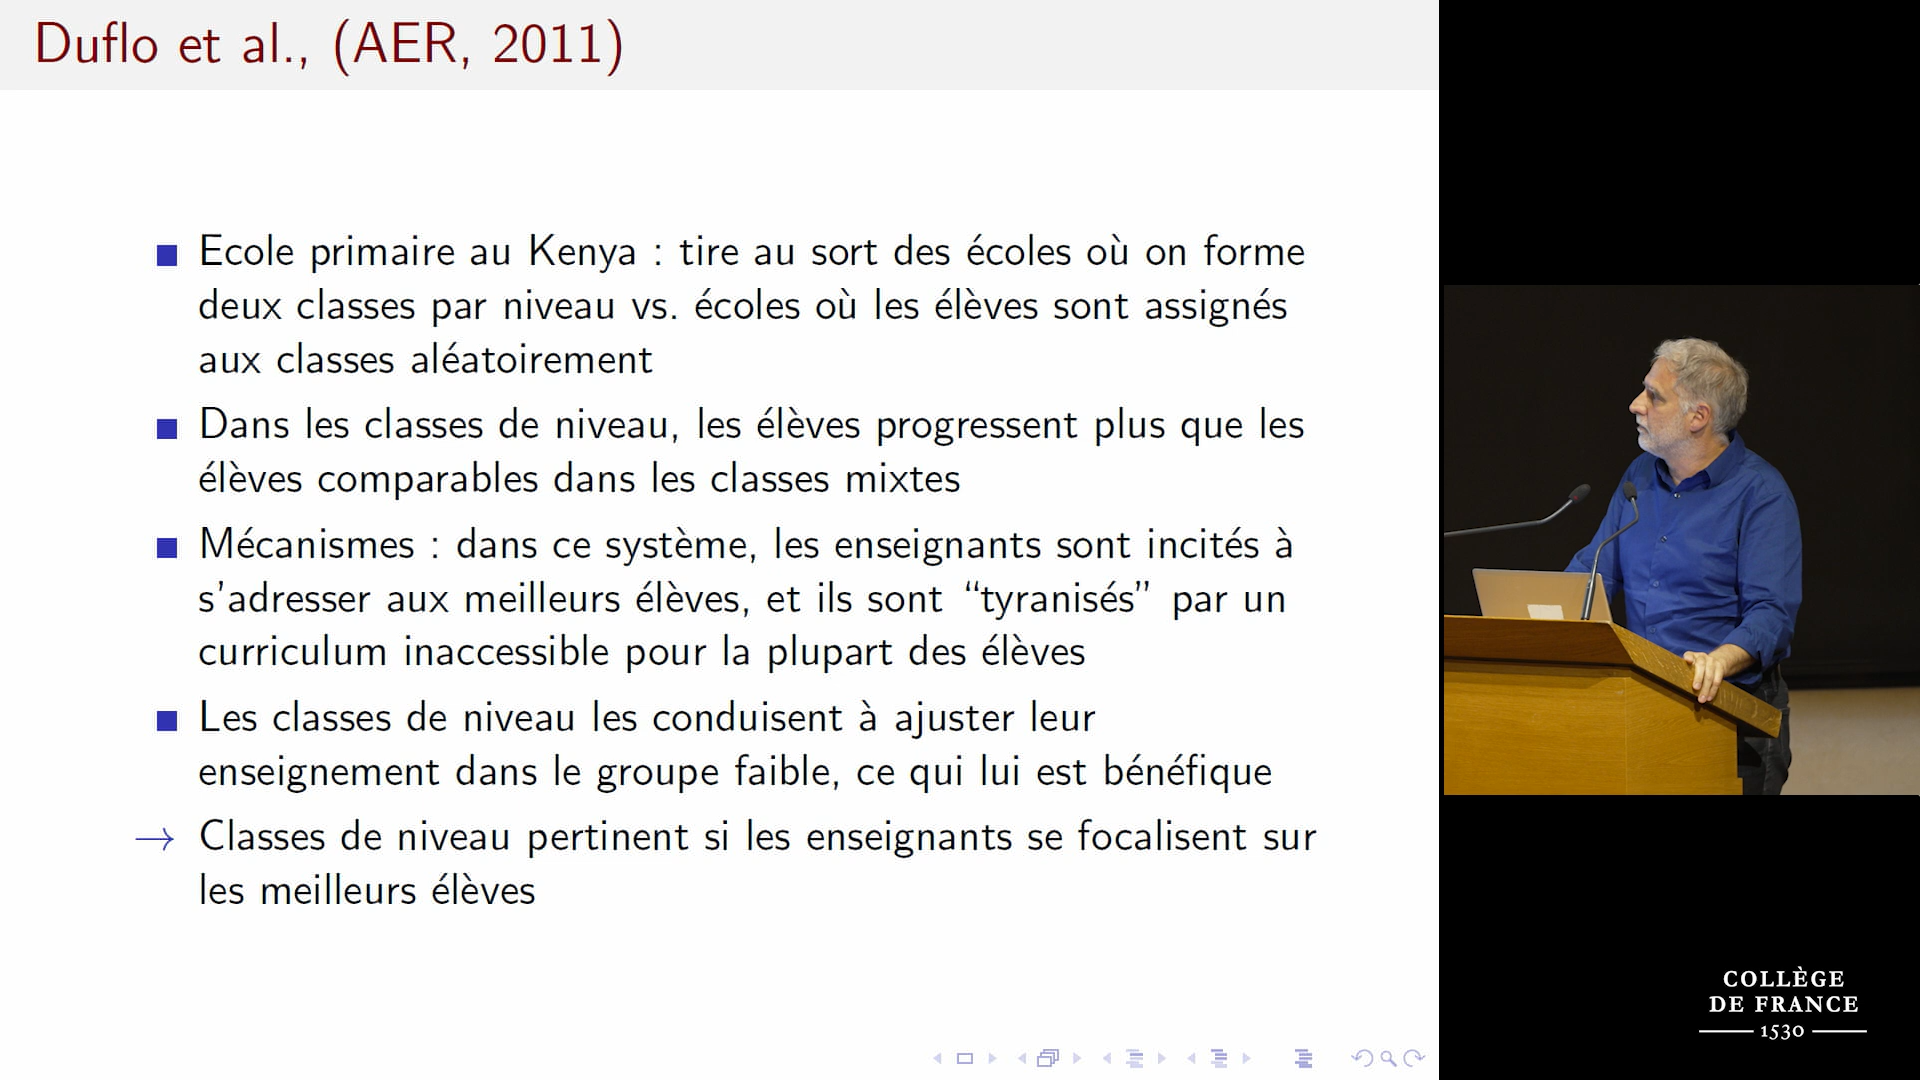 Duflo et al., (AER, 2011)
Ecole primaire au Kenya : tire au sort des écoles où on forme
deux classes par niveau vs. écoles où les élèves sont assignés
aux classes aléatoirement
Dans les classes de niveau, les élèves progressent plus que les
élèves comparables dans les classes mixtes
Mécanismes : dans ce système, les enseignants sont incités à
s'adresser aux meilleurs élèves, et ils sont “tyranisés” par un
curriculum inaccessible pour la plupart des élèves
Les classes de niveau les conduisent à ajuster leur
enseignement dans le groupe faible, ce qui lui est bénéfique
→ Classes de niveau pertinent si les enseignants se focalisent sur
les meilleurs élèves
COLLÈGE
DE FRANCE
1530